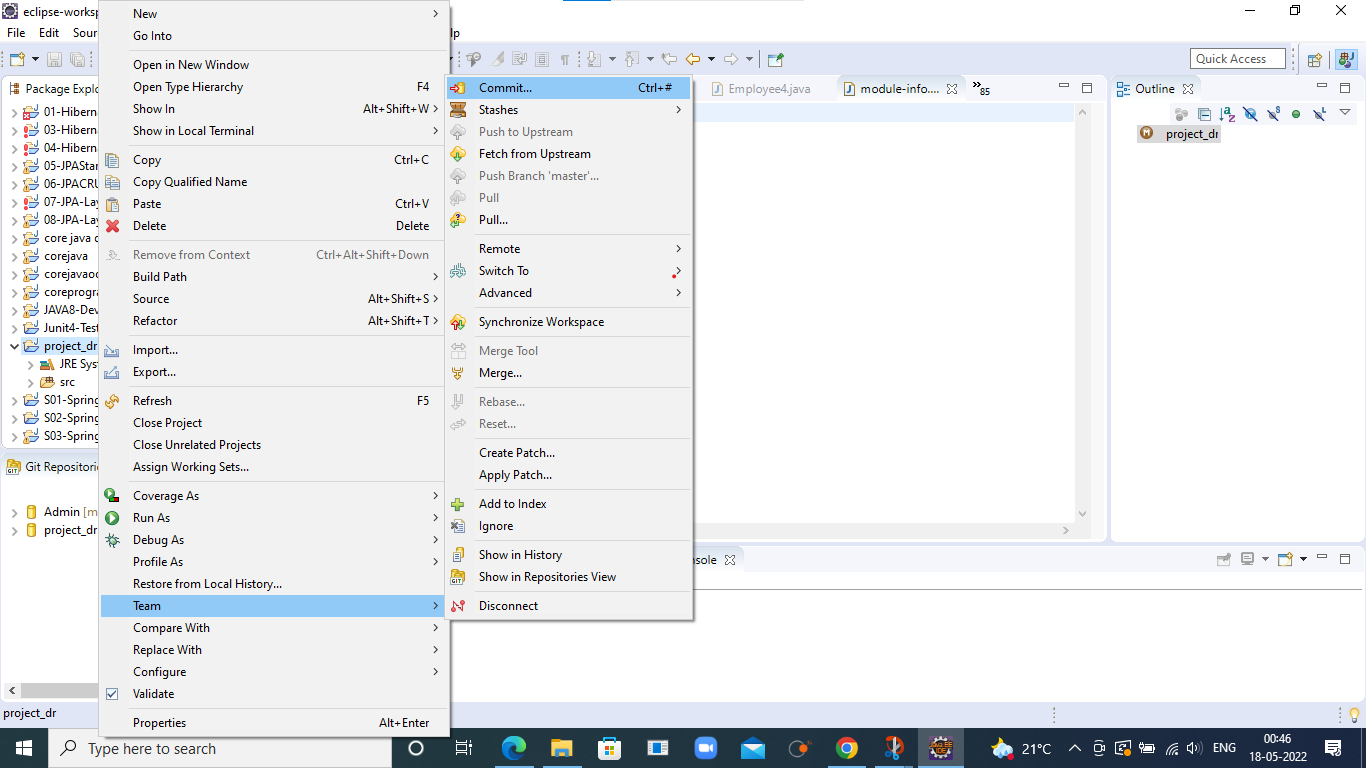 eclipse-worksp
File Edit Sour lp
Quick Access
Package Explo
01-Hiberna
03-Hiberna
04-Hiberna
05-JPAStar
06-JPACRU
07-JPA-Lay
08-JPA-Lay
core java c
corejava
corejavaoo
coreprogra
JAVA8-Dev
Junit4-Test
project_dr
JRE Sys
src
S01-Spring
S02-Spring
S03-Spring
Git Repositorie
GIT
Admin [m
project_dr
project_dr
New
Go Into
Open in New Window
Open Type Hierarchy F4
Show In Alt+Shift+W
Show in Local Terminal
Copy Ctrl+C
Copy Qualified Name
Paste Ctrl+V
Delete Delete
Remove from Context Ctrl+Alt+Shift+Down
Build Path
Source Alt+Shift+S
Refactor Alt+Shift+T
Import...
Export...
Refresh F5
Close Project
Close Unrelated Projects
Assign Working Sets...
Coverage As
Run As
Debug As
Profile As
Restore from Local History...
Team
Compare With
Replace With
Configure
Validate
Properties Alt+Enter
Commit... Ctrl+#
Stashes
Push to Upstream
Fetch from Upstream
Push Branch 'master'...
Pull
Pull...
Remote
Switch To
Advanced
Synchronize Workspace
Merge Tool
Merge...
Rebase...
Reset...
Create Patch...
Apply Patch...
Add to Index
Ignore
Show in History
GIT
Show in Repositories View
Disconnect
Employee4.java
module-info....
85
Outline
project_dr
nsole
Type here to search
21°C
ENG
00:46
18-05-2022